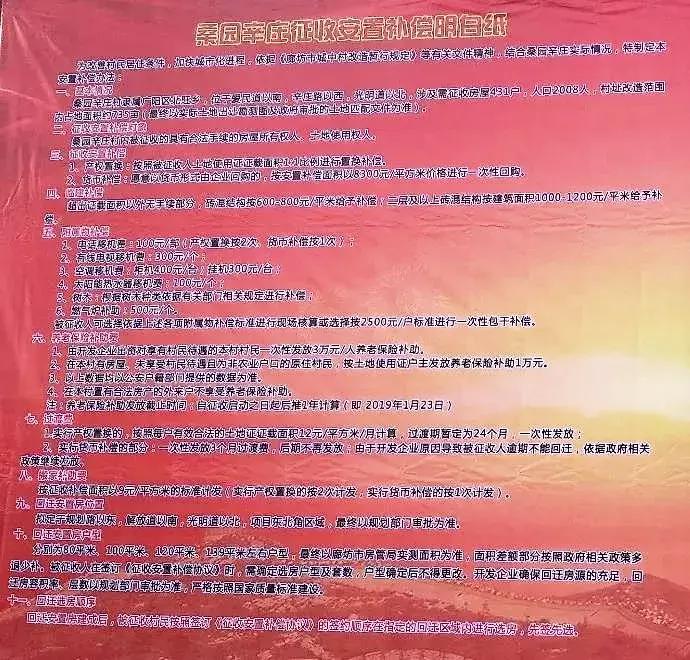 桑园辛庄征收安置补偿明白纸
为改善村民居住条件，加快城市化进程，依据《廊坊市城中村改造暂行规定》等有关文件精神，结合桑园辛庄实际情况，特制定本
安置补偿办法：
一、基本情况
桑园辛庄村隶属广阳区北旺乡，位于爱民道以南，辛庄路以西，光明道以北，涉及需征收房屋431户，人口2008人，村址改造范围
内占地面积约735亩（最终以实际土地出让勘测图及政府审批的土地匹配文件为准）。
二、征收安置补偿对象
桑园辛庄村内被征收的具有合法手续的房屋所有权人、土地使用权人。
三、征收安置补偿
1、产权置换：按照被征收人土地使用证证载面积1:1比例进行置换补偿。
2、货币补偿：愿意以货币形式由企业回购的，按安置补偿面积以8300元/平方米价格进行一次性回购。
四、临建补偿
超出证载面积以外无手续部分，砖混结构按600-800元/平米给予补偿；二层及以上砖混结构按建筑面积1000-1200元/平米给予补
偿。
五、附属物补偿
1、电话移机费：100元/部（产权置换按2次、货币补偿按1次）；
2、有线电视移机费：300元/个；
3、空调移机费：柜机400元/台；挂机300元/台；
4、太阳能热水器移机费：100元/个；
5、树木：根据树木种类依据有关部门相关规定进行补偿；
6、燃气炉补助：500元/个。
被征收人可选择依据上述各项附属物补偿标准进行现场核算或选择按2500元/户标准进行一次性包干补偿。
六、养老保险补助费
1、由开发企业出资对享有村民待遇的本村村民一次性发放3万元/人养老保险补助。
2、在本村有房屋、未享受村民待遇且为非农业户口的原住村民，按土地使用证户主发放养老保险补助1万元。
3、以上数据均以公安户籍部门提供的数据为准。
4、在本村置有合法房产的外来户不享受养老保险补助。
注：养老保险补助发放截止时间：自征收启动之日起后推1年计算（即 2019年1月23日）
七、过渡费
1.实行产权置换的，按照每户有效合法的土地证证载面积12元/平方米/月计算，过渡期暂定为24个月，一次性发放；
2、实行货币补偿的部分：一次性发放3个月过渡费，后期不再发放；由于开发企业原因导致被征收人逾期不能回迁，依据政府相关
政策继续发放。
八、搬家补助费
按征收补偿面积以9元/平方米的标准计发（实行产权置换的按2次计发，实行货币补偿的按1次计发）。
九、回迁安置房位置
拟定示规划路以东，解放道以南，光明道以北，项目东北角区域，最终以规划部门审批为准。
十、回迁安置房户型
分别为80平米、100平米、120平米、139平米左右户型，最终以廊坊市房管局实测面积为准，面积差额部分按照政府相关政策多
退少补。被征收人在签订《征收安置补偿协议》时，需确定选房户型及套数，户型确定后不得更改。开发企业确保回迁房源的充足，回
迁房容积率、层数以规划部门审批为准，严格按照国家质量标准建设。
十一、回迁选房顺序
回迁安置房建成后，被征收村民按照签订《征收安置补偿协议》的签约顺序在指定的回迁区域内进行选房，先签先选。